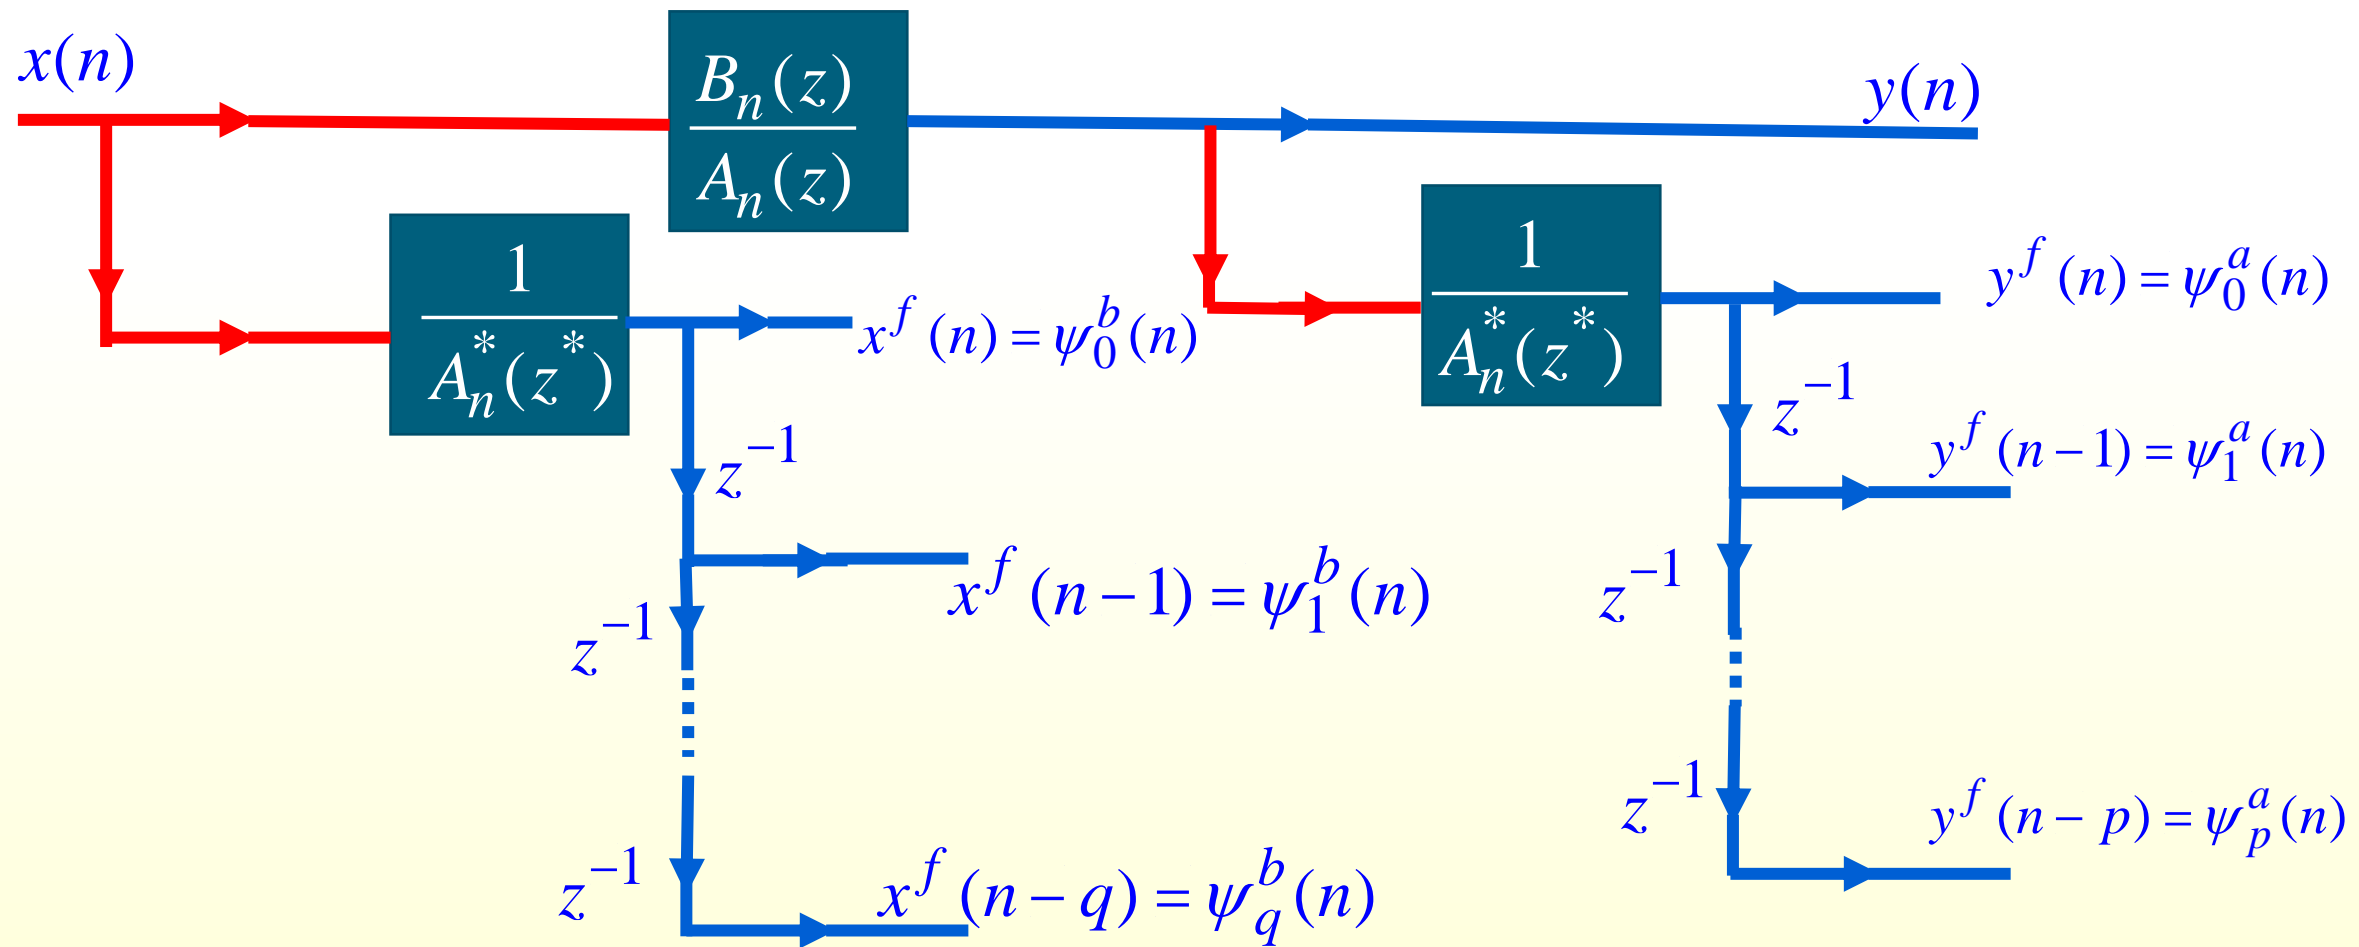 x(n)
B_n(z)
A_n(z)
y(n)
1
A_n^*(z^*)
x^f(n) = ψ_0^b(n)
1
A_n^*(z^*)
y^f(n) = ψ_0^a(n)
z^{-1}
y^f(n−1) = ψ_1^a(n)
z^{-1}
x^f(n−1) = ψ_1^b(n)
z^{-1}
z^{-1}
z^{-1}
y^f(n−p) = ψ_p^a(n)
z^{-1}
x^f(n−q) = ψ_q^b(n)